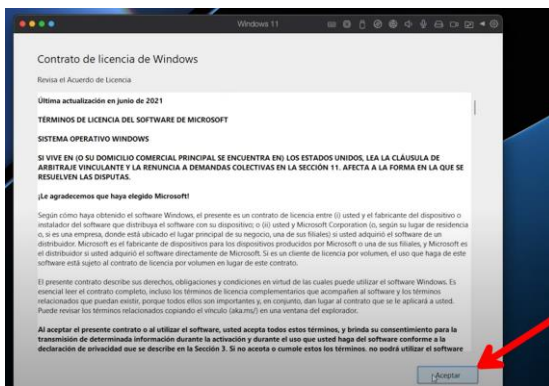 Windows 11
Contrato de licencia de Windows
Revisa el Acuerdo de Licencia
Última actualización en junio de 2021
TÉRMINOS DE LICENCIA DEL SOFTWARE DE MICROSOFT
SISTEMA OPERATIVO WINDOWS
SI VIVE EN (O SU DOMICILIO COMERCIAL PRINCIPAL SE ENCUENTRA EN) LOS ESTADOS UNIDOS, LEA LA CLÁUSULA DE
ARBITRAJE VINCULANTE Y LA RENUNCIA A DEMANDAS COLECTIVAS EN LA SECCIÓN 11. AFECTA A LA FORMA EN LA QUE SE
RESUELVEN LAS DISPUTAS.
¡Le agradecemos que haya elegido Microsoft!
Según cómo haya obtenido el software Windows, el presente es un contrato de licencia entre (i) usted y el fabricante del dispositivo o
instalador del software que distribuya el software con su dispositivo; o (ii) usted y Microsoft Corporation (o, según su lugar de residencia
o, si es una empresa, donde está ubicado el lugar principal de su negocio, una de sus filiales) si usted adquirió el software de un
distribuidor. Microsoft es el fabricante de dispositivos para los dispositivos producidos por Microsoft o una de sus filiales, y Microsoft es
el distribuidor si usted adquirió el software directamente de Microsoft. Si es un cliente de licencia por volumen, el uso que haga de este
software está sujeto al contrato de licencia por volumen en lugar de este contrato.
El presente contrato describe sus derechos, obligaciones y condiciones en virtud de las cuales puede utilizar el software Windows. Es
esencial leer el contrato completo, incluso los términos de licencia complementarios que acompañen al software y los términos
relacionados que puedan existir, porque todos ellos son importantes y, en conjunto, dan lugar al contrato que se le aplicará a usted.
Puede revisar los términos relacionados copiando el vínculo (aka.ms/) en una ventana del explorador.
Al aceptar el presente contrato o al utilizar el software, usted acepta todos estos términos, y brinda su consentimiento para la
transmisión de determinada información durante la activación y durante el uso que usted haga del software conforme a la
declaración de privacidad que se describe en la Sección 3. Si no acepta o cumple estos los términos, no podrá utilizar el software
Aceptar